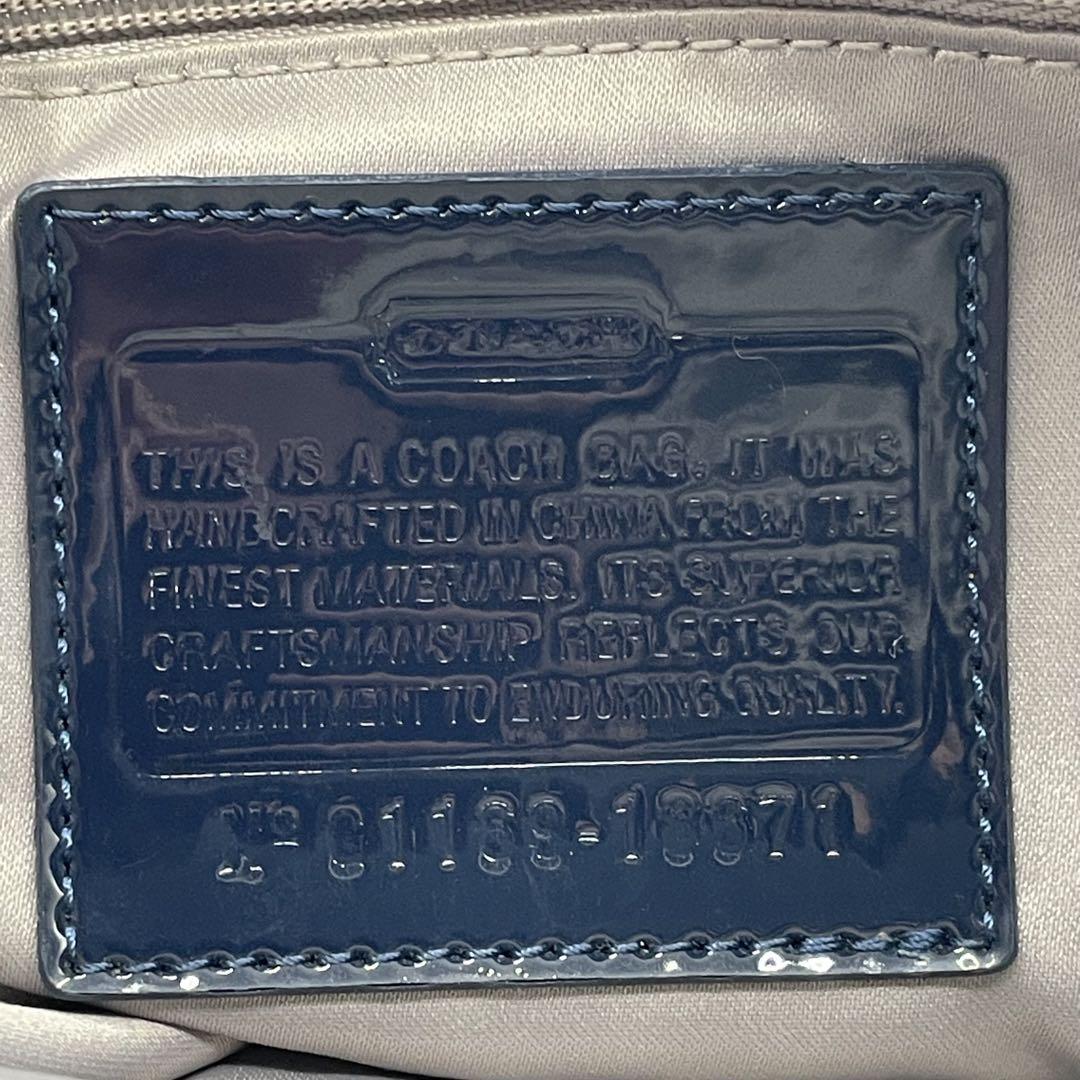 COACH
THIS IS A COACH BAG. IT WAS
HANDCRAFTED IN CHINA FROM THE
FINEST MATERIALS. ITS SUPERIOR
CRAFTSMANSHIP REFLECTS OUR
COMMITMENT TO ENDURING QUALITY.
Nº